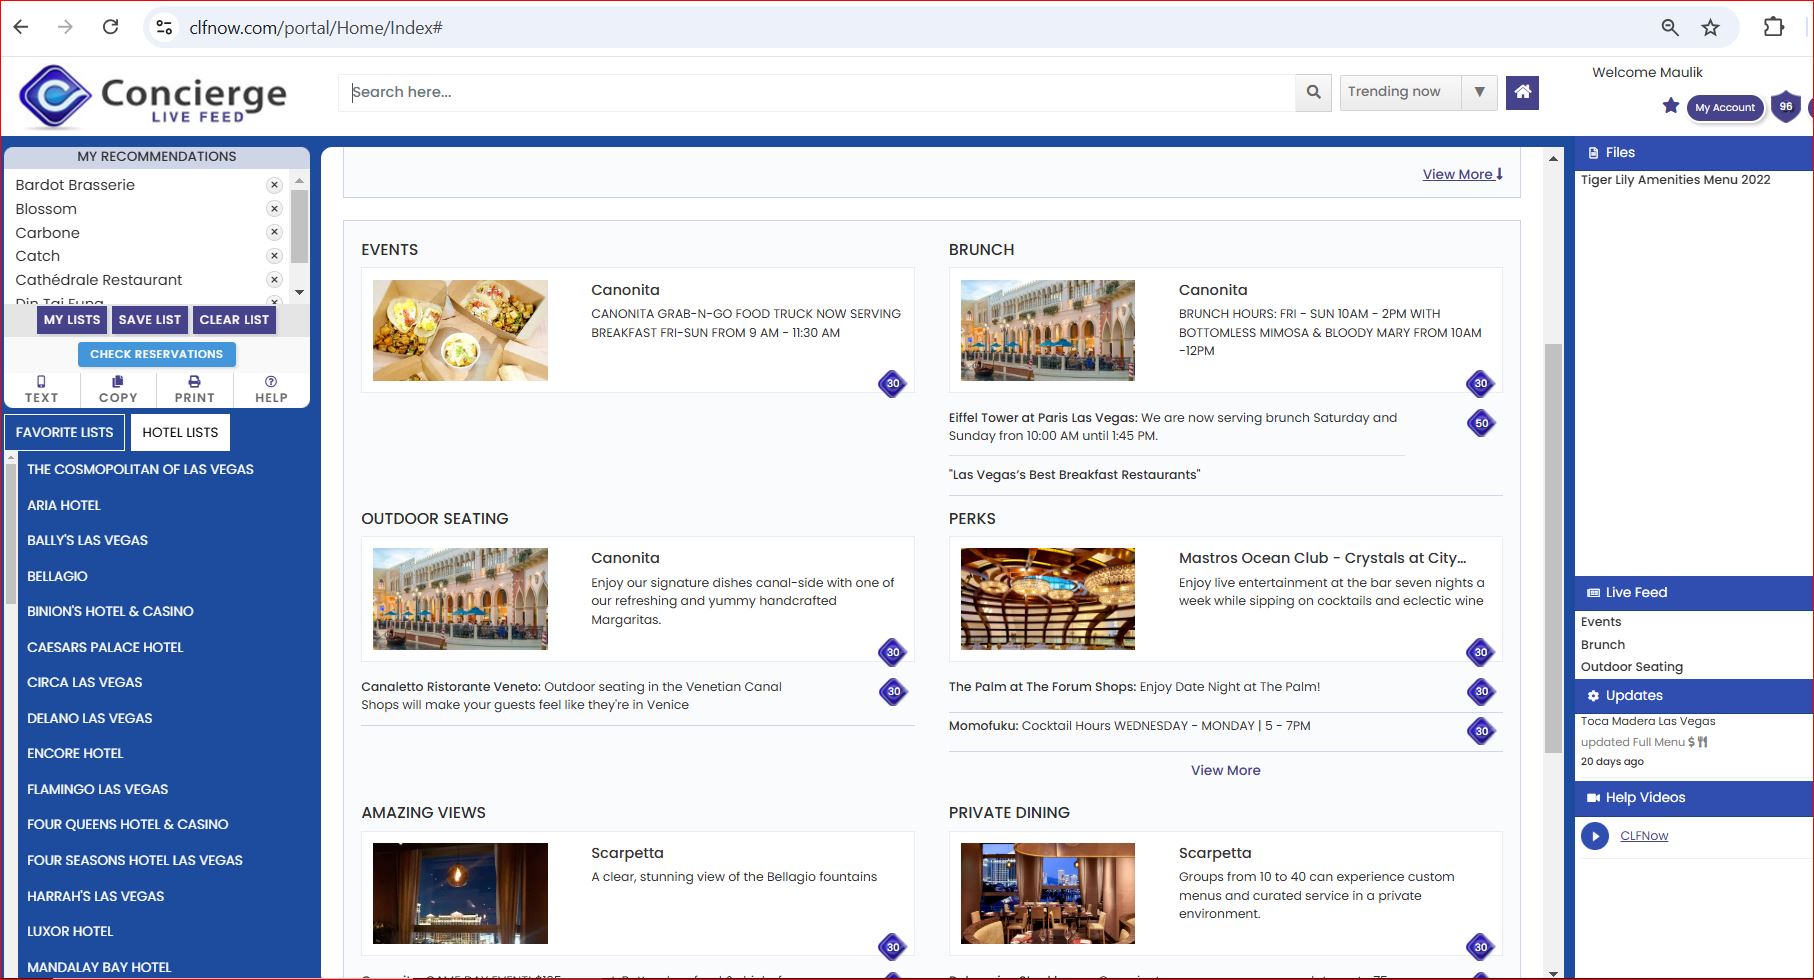 clfnow.com/portal/Home/Index#
Concierge
LIVE FEED
Search here...
Trending now
Welcome Maulik
My Account
96
MY RECOMMENDATIONS
Bardot Brasserie
Blossom
Carbone
Catch
Cathédrale Restaurant
Din Tai Fung
MY LISTS
SAVE LIST
CLEAR LIST
CHECK RESERVATIONS
TEXT
COPY
PRINT
HELP
FAVORITE LISTS
HOTEL LISTS
THE COSMOPOLITAN OF LAS VEGAS
ARIA HOTEL
BALLY'S LAS VEGAS
BELLAGIO
BINION'S HOTEL & CASINO
CAESARS PALACE HOTEL
CIRCA LAS VEGAS
DELANO LAS VEGAS
ENCORE HOTEL
FLAMINGO LAS VEGAS
FOUR QUEENS HOTEL & CASINO
FOUR SEASONS HOTEL LAS VEGAS
HARRAH'S LAS VEGAS
LUXOR HOTEL
MANDALAY BAY HOTEL
View More
EVENTS
Canonita
CANONITA GRAB-N-GO FOOD TRUCK NOW SERVING
BREAKFAST FRI-SUN FROM 9 AM - 11:30 AM
30
BRUNCH
Canonita
BRUNCH HOURS: FRI - SUN 10AM - 2PM WITH
BOTTOMLESS MIMOSA & BLOODY MARY FROM 10AM
-12PM
30
Eiffel Tower at Paris Las Vegas: We are now serving brunch Saturday and
Sunday fron 10:00 AM until 1:45 PM.
50
"Las Vegas's Best Breakfast Restaurants"
OUTDOOR SEATING
Canonita
Enjoy our signature dishes canal-side with one of
our refreshing and yummy handcrafted
Margaritas.
30
Canaletto Ristorante Veneto: Outdoor seating in the Venetian Canal
Shops will make your guests feel like they're in Venice
30
PERKS
Mastros Ocean Club - Crystals at City...
Enjoy live entertainment at the bar seven nights a
week while sipping on cocktails and eclectic wine
30
The Palm at The Forum Shops: Enjoy Date Night at The Palm!
30
Momofuku: Cocktail Hours WEDNESDAY - MONDAY | 5 - 7PM
30
View More
AMAZING VIEWS
Scarpetta
A clear, stunning view of the Bellagio fountains
30
PRIVATE DINING
Scarpetta
Groups from 10 to 40 can experience custom
menus and curated service in a private
environment.
30
Files
Tiger Lily Amenities Menu 2022
Live Feed
Events
Brunch
Outdoor Seating
Updates
Toca Madera Las Vegas
updated Full Menu $
20 days ago
Help Videos
CLFNow